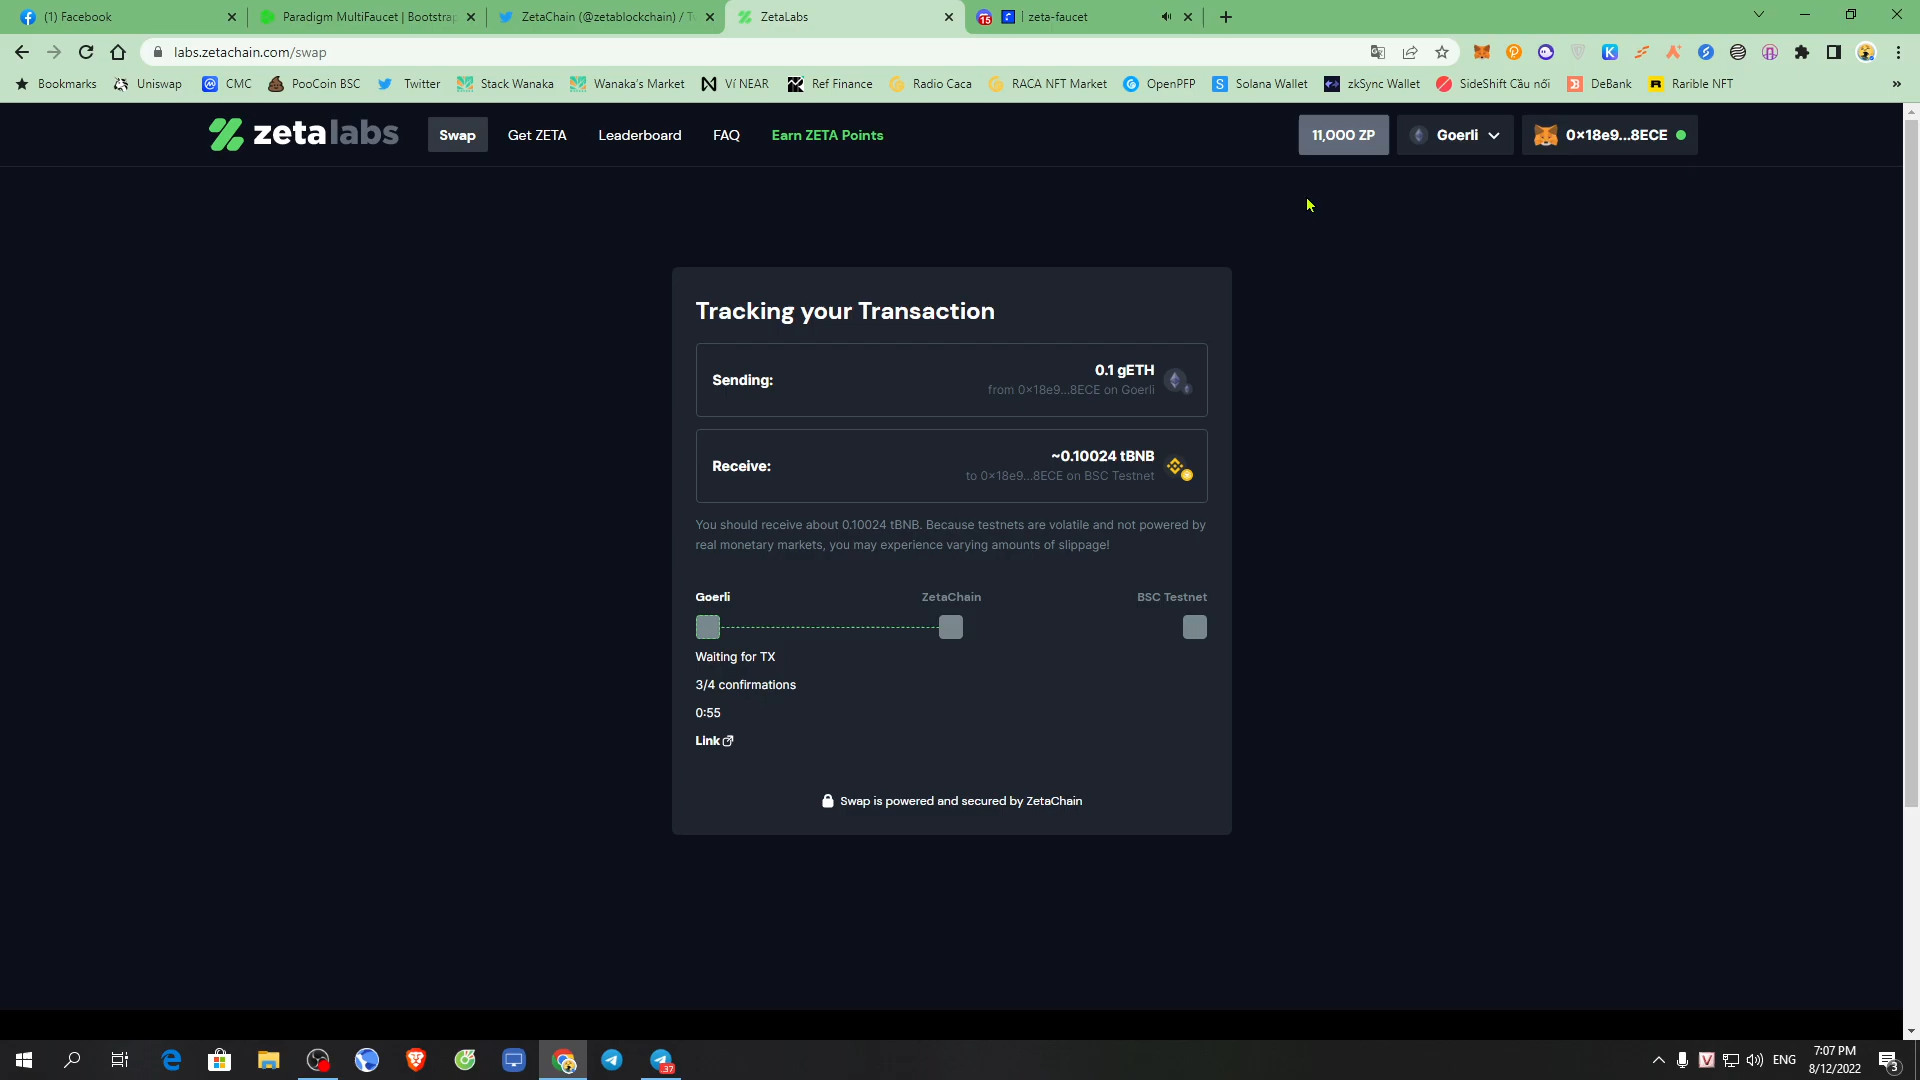 (1) Facebook
Paradigm MultiFaucet | Bootstrap
ZetaChain (@zetablockchain) / Tw
ZetaLabs
15
zeta-faucet
labs.zetachain.com/swap
Bookmarks
Uniswap
CMC
PooCoin BSC
Twitter
Stack Wanaka
Wanaka's Market
Ví NEAR
Ref Finance
Radio Caca
RACA NFT Market
OpenPFP
Solana Wallet
zkSync Wallet
SideShift Cầu nối
DeBank
Rarible NFT
»
zetalabs
Swap
Get ZETA
Leaderboard
FAQ
Earn ZETA Points
11,000 ZP
Goerli
0x18e9...8ECE
Tracking your Transaction
Sending:
0.1 gETH
from 0x18e9...8ECE on Goerli
Receive:
~0.10024 tBNB
to 0x18e9...8ECE on BSC Testnet
You should receive about 0.10024 tBNB. Because testnets are volatile and not powered by
real monetary markets, you may experience varying amounts of slippage!
Goerli
ZetaChain
BSC Testnet
Waiting for TX
3/4 confirmations
0:55
Link
Swap is powered and secured by ZetaChain
37
ENG
7:07 PM
8/12/2022
3